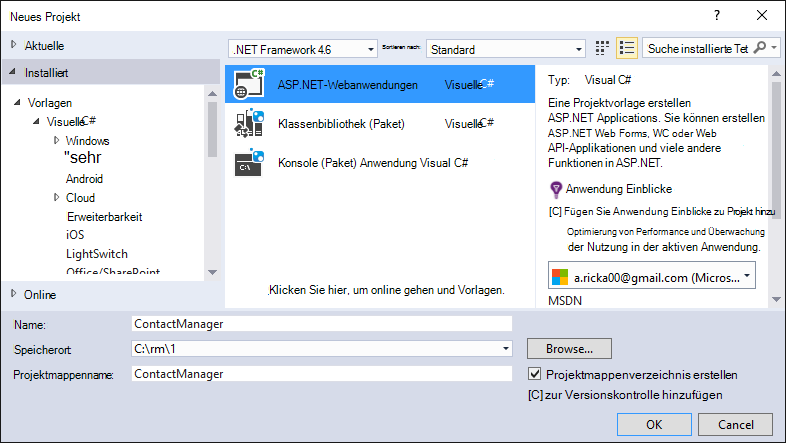 Neues Projekt
? X
Aktuelle
.NET Framework 4.6 Sortieren nach: Standard Suche installierte Tet
Installiert
Vorlagen
Visuelle C#
Windows
"sehr
Android
Cloud
Erweiterbarkeit
iOS
LightSwitch
Office/SharePoint
Online
ASP.NET-Webanwendungen Visuelle C#
Klassenbibliothek (Paket) Visuelle C#
Konsole (Paket) Anwendung Visual C#
Klicken Sie hier, um online gehen und Vorlagen.
Typ: Visual C#
Eine Projektvorlage erstellen
ASP.NET Applications. Sie können erstellen
ASP.NET Web Forms, WC oder Web
API-Applikationen und viele andere
Funktionen in ASP.NET.
Anwendung Einblicke
[C] Fügen Sie Anwendung Einblicke zu Projekt hinzu
Optimierung von Performance und Überwachung
der Nutzung in der aktiven Anwendung.
a.ricka00@gmail.com (Micros...
MSDN
Name: ContactManager
Speicherort C:\rm\1 Browse...
Projektmappenname: ContactManager
Projektmappenverzeichnis erstellen
[C] zur Versionskontrolle hinzufügen
OK Cancel